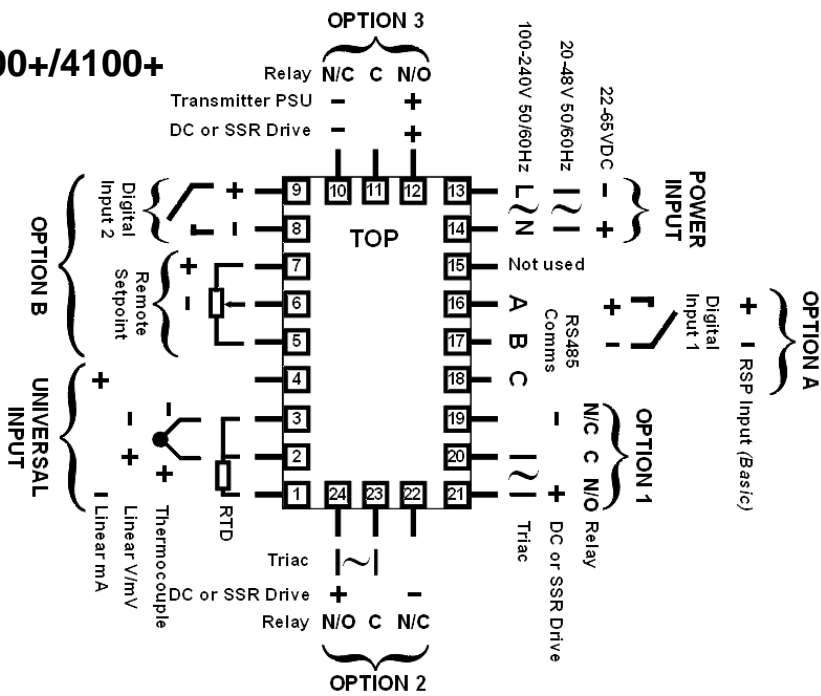 OPTION 3
00+/4100+
Relay N/C C N/O
Transmitter PSU - +
DC or SSR Drive - +
100-240V 50/60Hz
20-48V 50/60Hz
22-65VDC
POWER
INPUT
L
N
- +
9 10 11 12 13
8 TOP 14
7 15 Not used
6 16 A
5 17 B
4 18 C
3 19
2 20
1 24 23 22 21
Digital
Input 2
+
-
Remote
Setpoint
+
-
OPTION B
UNIVERSAL
INPUT
+
- +
- +
- Linear mA
Linear V/mV
Thermocouple
RTD
RS485
Comms
+ -
Digital
Input 1
+ - RSP Input (Basic)
OPTION A
OPTION 1
N/C C N/O Relay
- + DC or SSR Drive
Triac
Triac
DC or SSR Drive + -
Relay N/O C N/C
OPTION 2